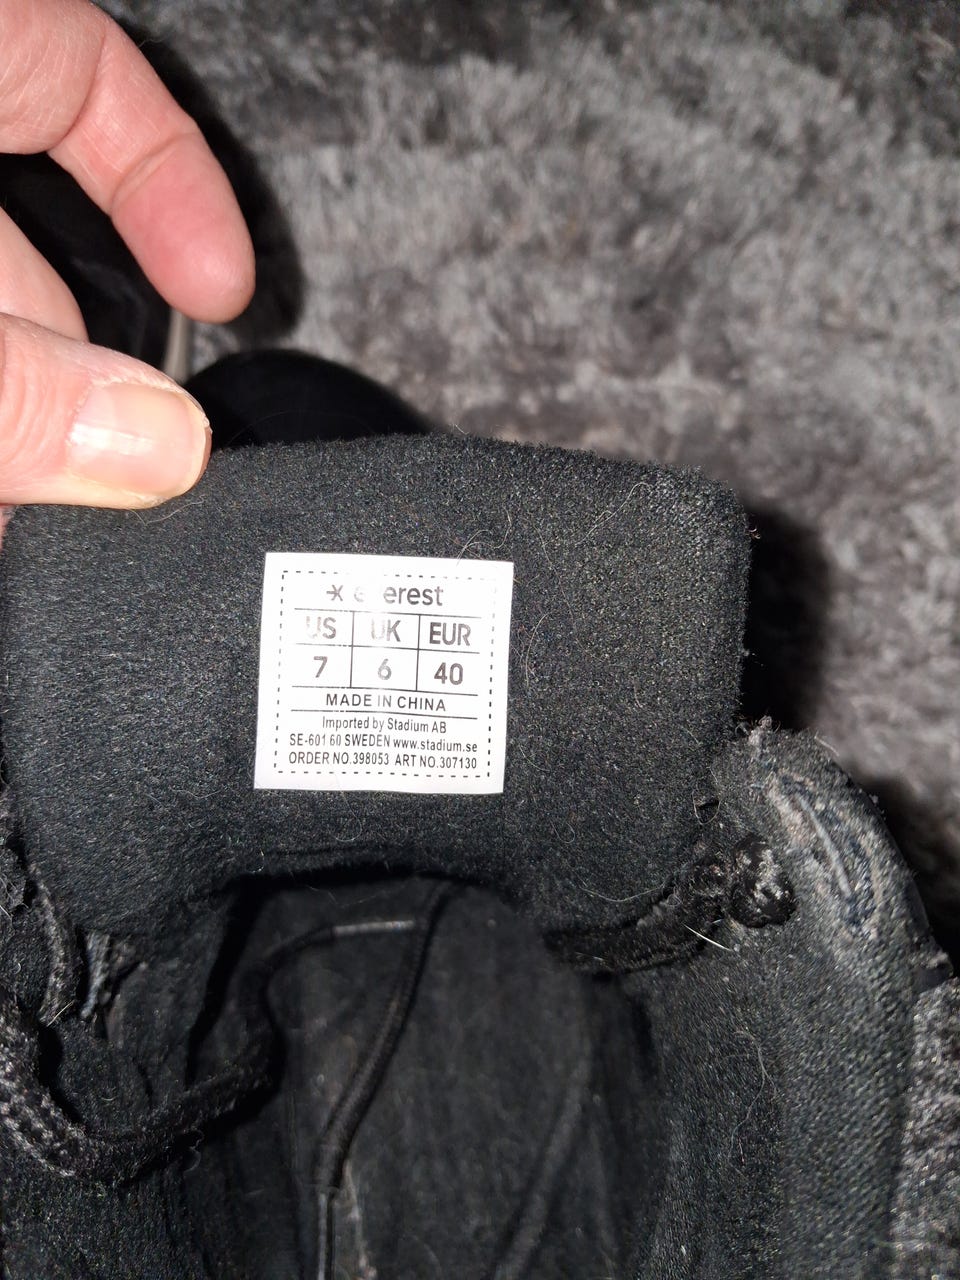 everest
US UK EUR
7 6 40
MADE IN CHINA
Imported by Stadium AB
SE-601 60 SWEDEN www.stadium.se
ORDER NO.398053 ART NO.307130